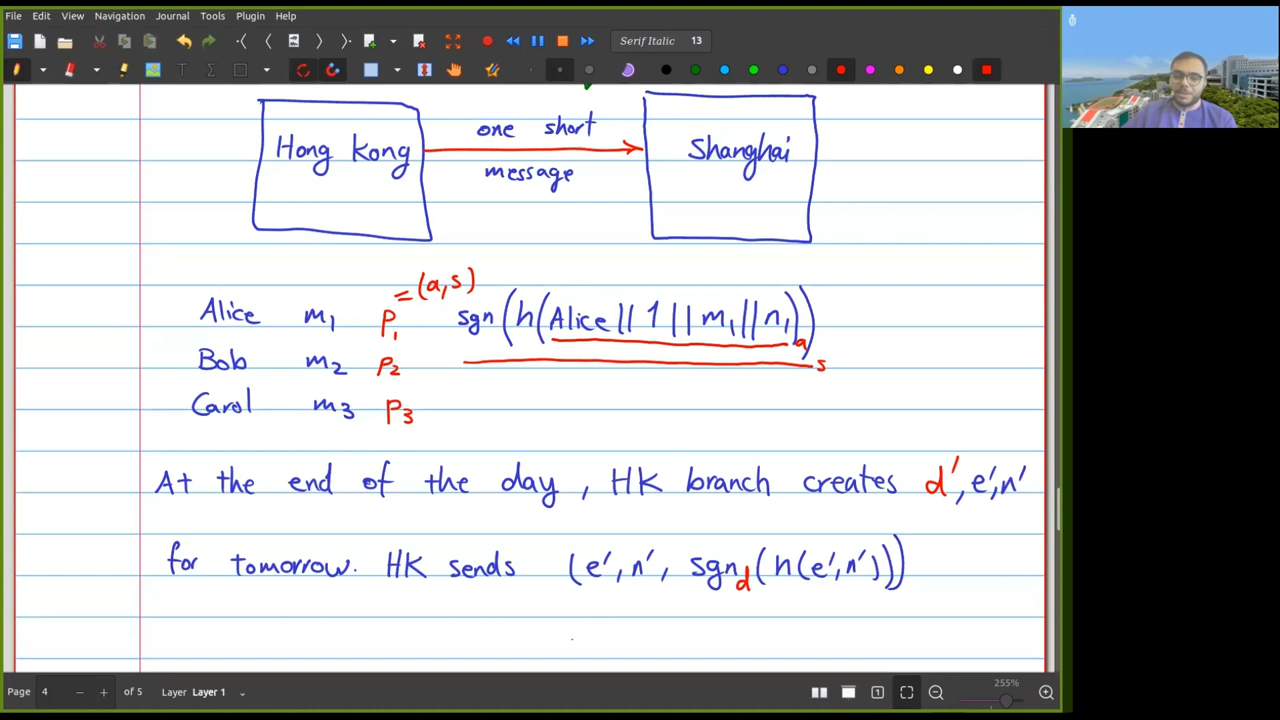 File Edit View Navigation Journal Tools Plugin Help
Serif Italic 13
Hong Kong one short message Shanghai
= (a, s)
Alice m₁ P₁ sgn(h(Alice || 1 || m₁ || n₁)) a
s
Bob m₂ P₂
Carol m₃ P₃
At the end of the day, HK branch creates d′, e′, n′
for tomorrow. HK sends (e′, n′, sgn_d(h(e′, n′)))
Page 4 − + of 5 Layer Layer 1 1 255%